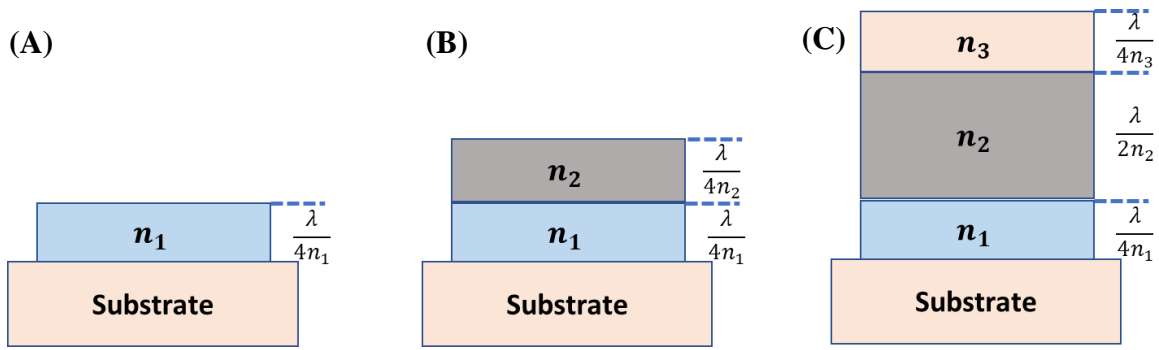 (A)
n₁
λ/4n₁
Substrate
(B)
n₂
λ/4n₂
n₁
λ/4n₁
Substrate
(C)
n₃
λ/4n₃
n₂
λ/2n₂
n₁
λ/4n₁
Substrate